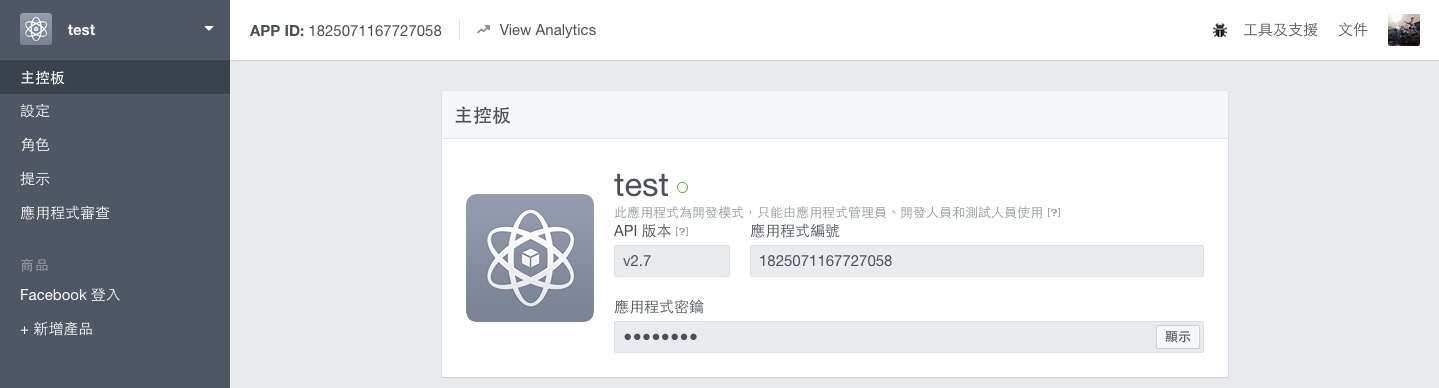 test
APP ID: 1825071167727058
View Analytics
工具及支援
文件
主控板
設定
角色
提示
應用程式審查
商品
Facebook 登入
+ 新增產品
主控板
test
此應用程式為開發模式，只能由應用程式管理員、開發人員和測試人員使用 [?]
API 版本 [?]
應用程式編號
v2.7
1825071167727058
應用程式密鑰
●●●●●●●●
顯示